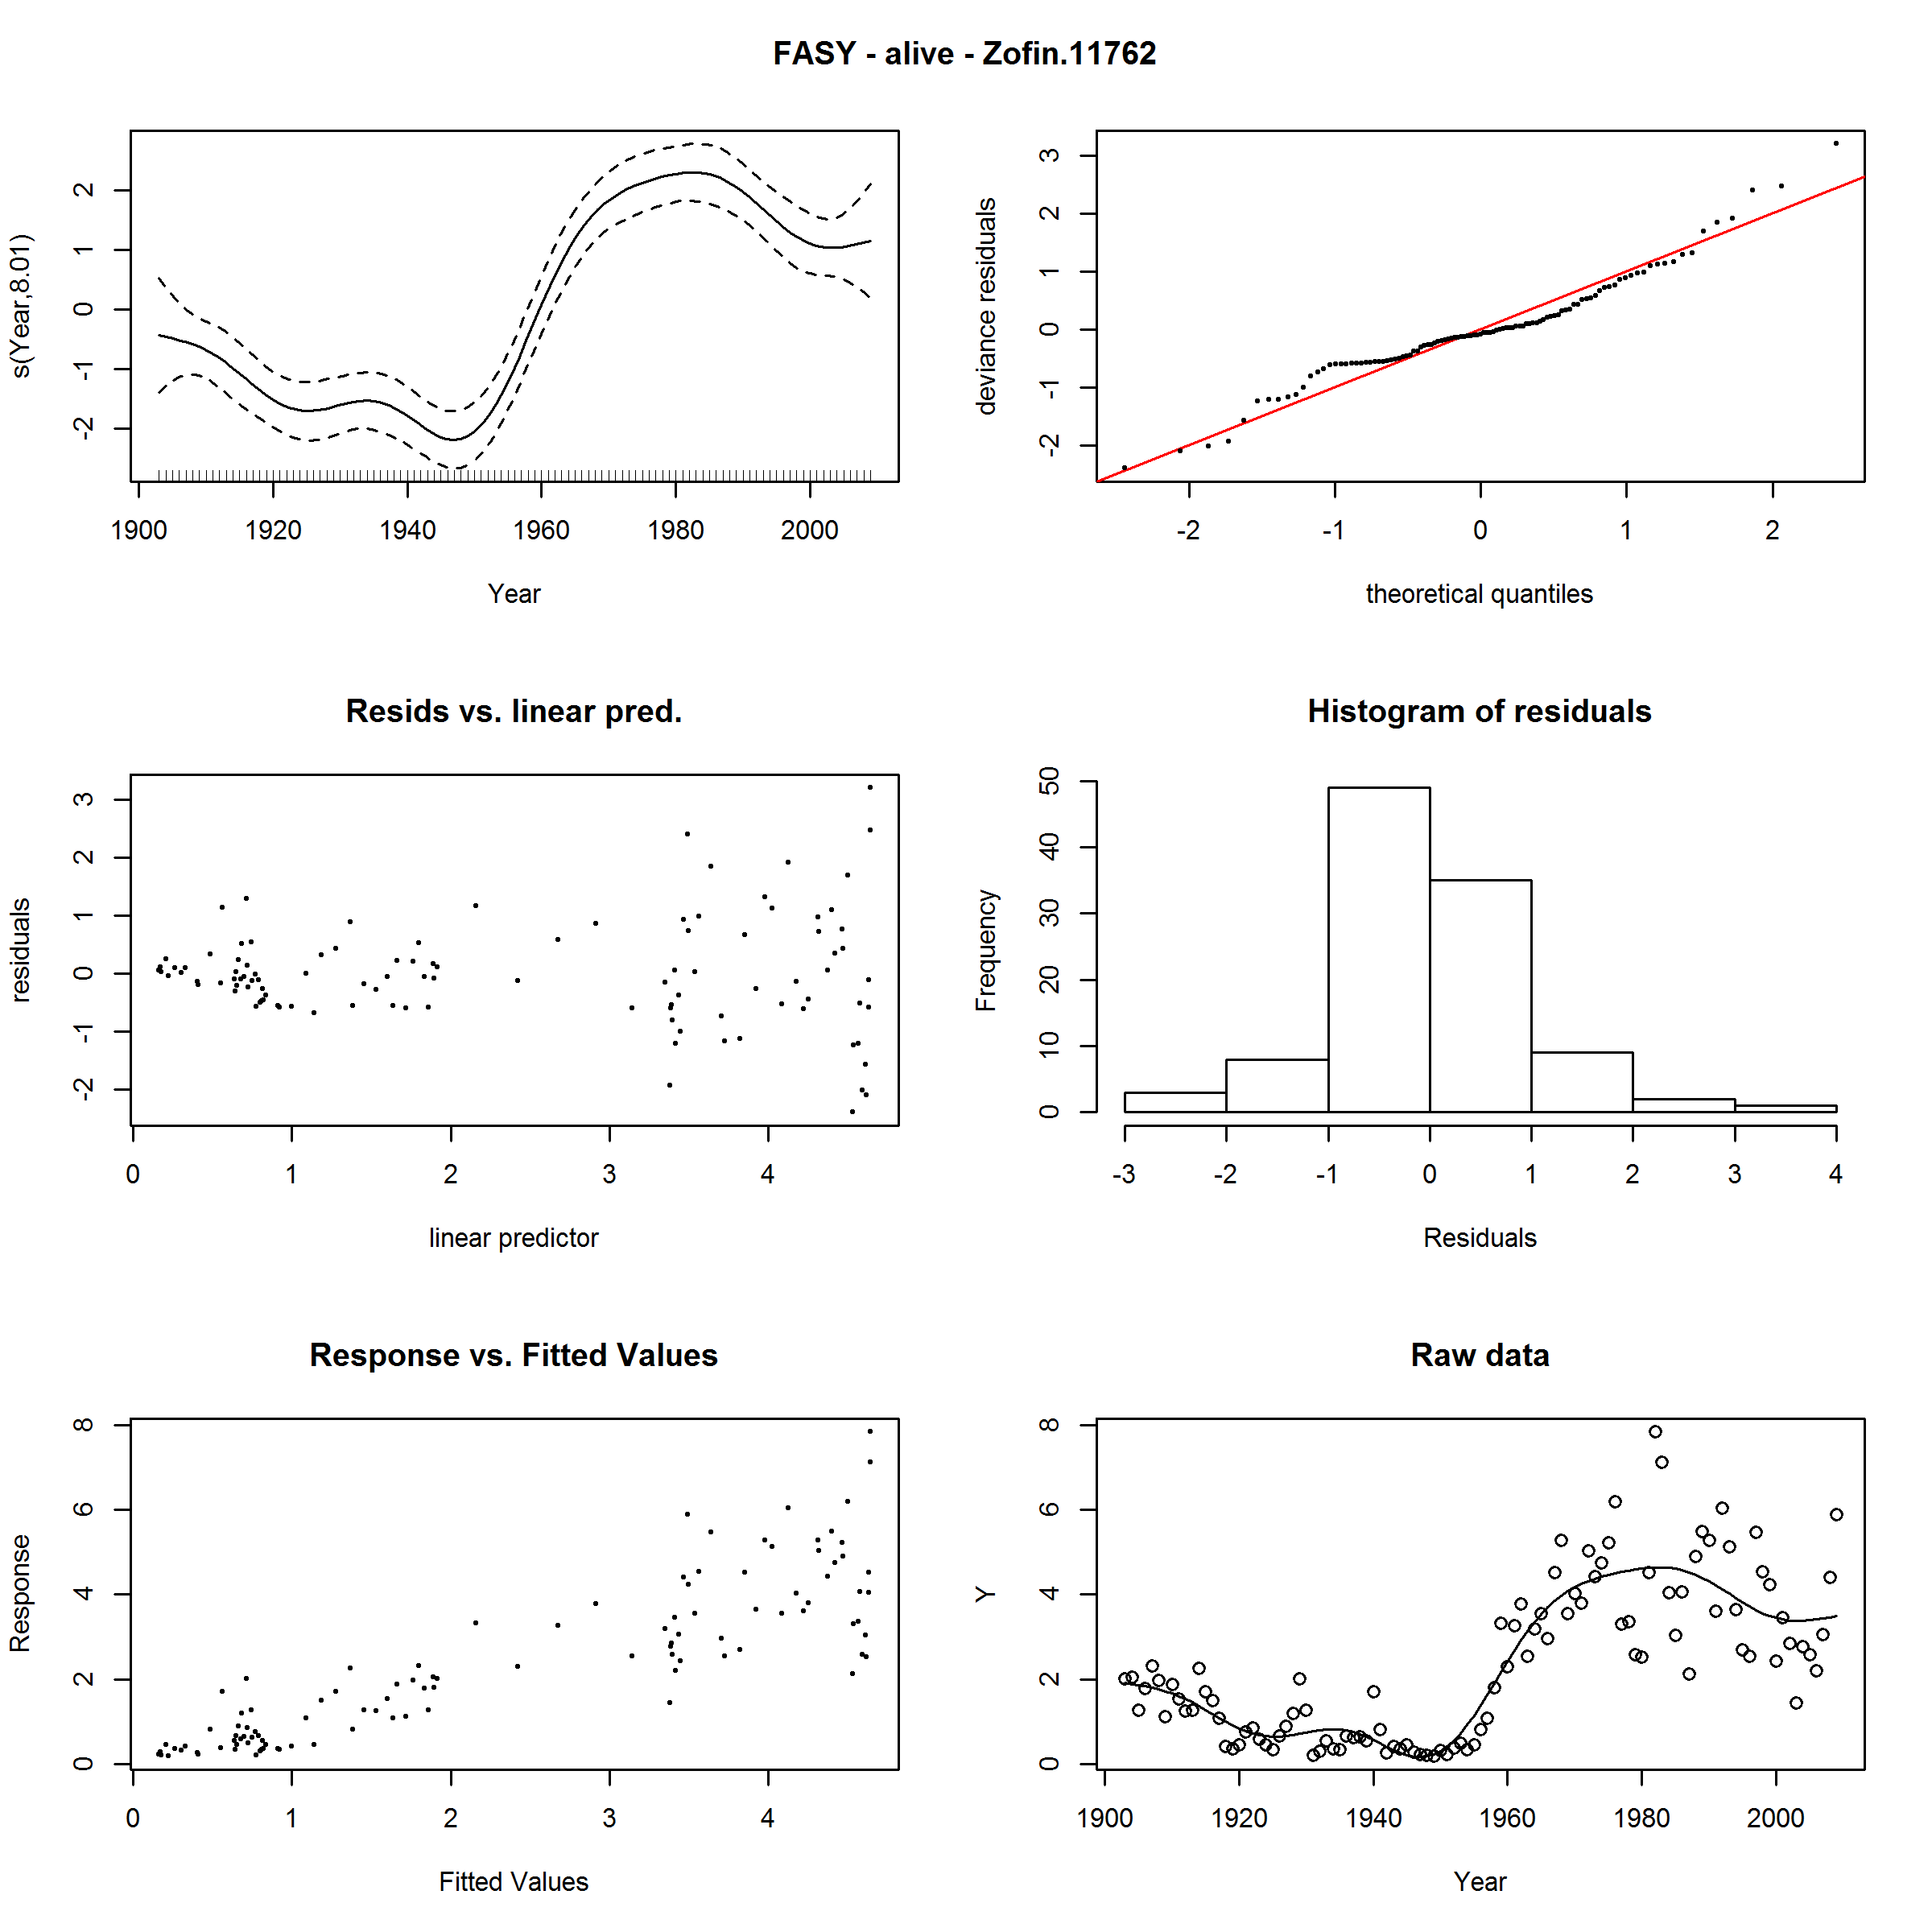 FASY - alive - Zofin.11762
s(Year,8.01)
2
1
0
-1
-2
1900 1920 1940 1960 1980 2000
Year
deviance residuals
3
2
1
0
-1
-2
-2 -1 0 1 2
theoretical quantiles
Resids vs. linear pred.
residuals
3
2
1
0
-1
-2
0 1 2 3 4
linear predictor
Histogram of residuals
Frequency
50
40
30
20
10
0
-3 -2 -1 0 1 2 3 4
Residuals
Response vs. Fitted Values
Response
8
6
4
2
0
0 1 2 3 4
Fitted Values
Raw data
Y
8
6
4
2
0
1900 1920 1940 1960 1980 2000
Year